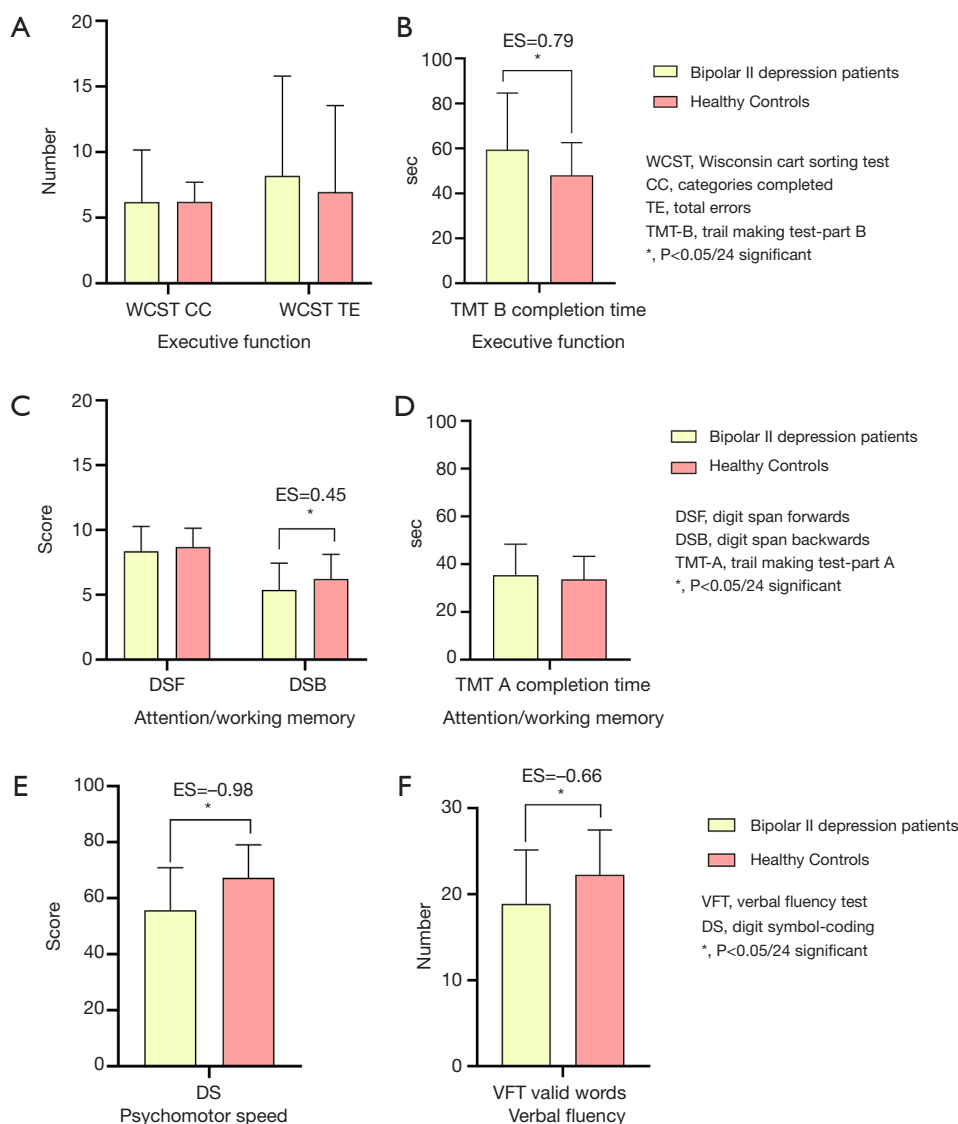 A
20
15
10
5
0
Number
WCST CC
WCST TE
Executive function
B
ES=0.79
*
100
80
60
40
20
0
sec
TMT B completion time
Executive function
Bipolar II depression patients
Healthy Controls
WCST, Wisconsin cart sorting test
CC, categories completed
TE, total errors
TMT-B, trail making test-part B
*, P<0.05/24 significant
C
20
15
10
5
0
Score
ES=0.45
*
DSF
DSB
Attention/working memory
D
100
80
60
40
20
0
sec
TMT A completion time
Attention/working memory
Bipolar II depression patients
Healthy Controls
DSF, digit span forwards
DSB, digit span backwards
TMT-A, trail making test-part A
*, P<0.05/24 significant
E
ES=–0.98
*
100
80
60
40
20
0
Score
DS
Psychomotor speed
F
ES=–0.66
*
30
20
10
0
Number
VFT valid words
Verbal fluency
Bipolar II depression patients
Healthy Controls
VFT, verbal fluency test
DS, digit symbol-coding
*, P<0.05/24 significant